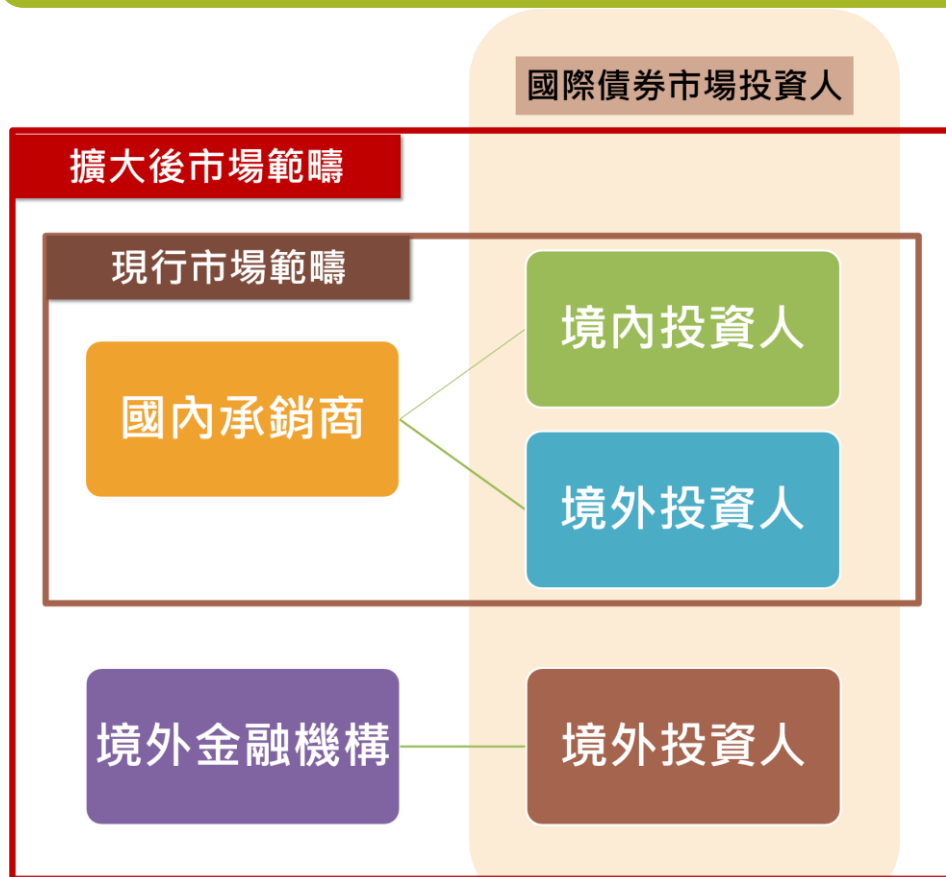 國際債券市場投資人
擴大後市場範疇
現行市場範疇
境內投資人
國內承銷商
境外投資人
境外金融機構
境外投資人